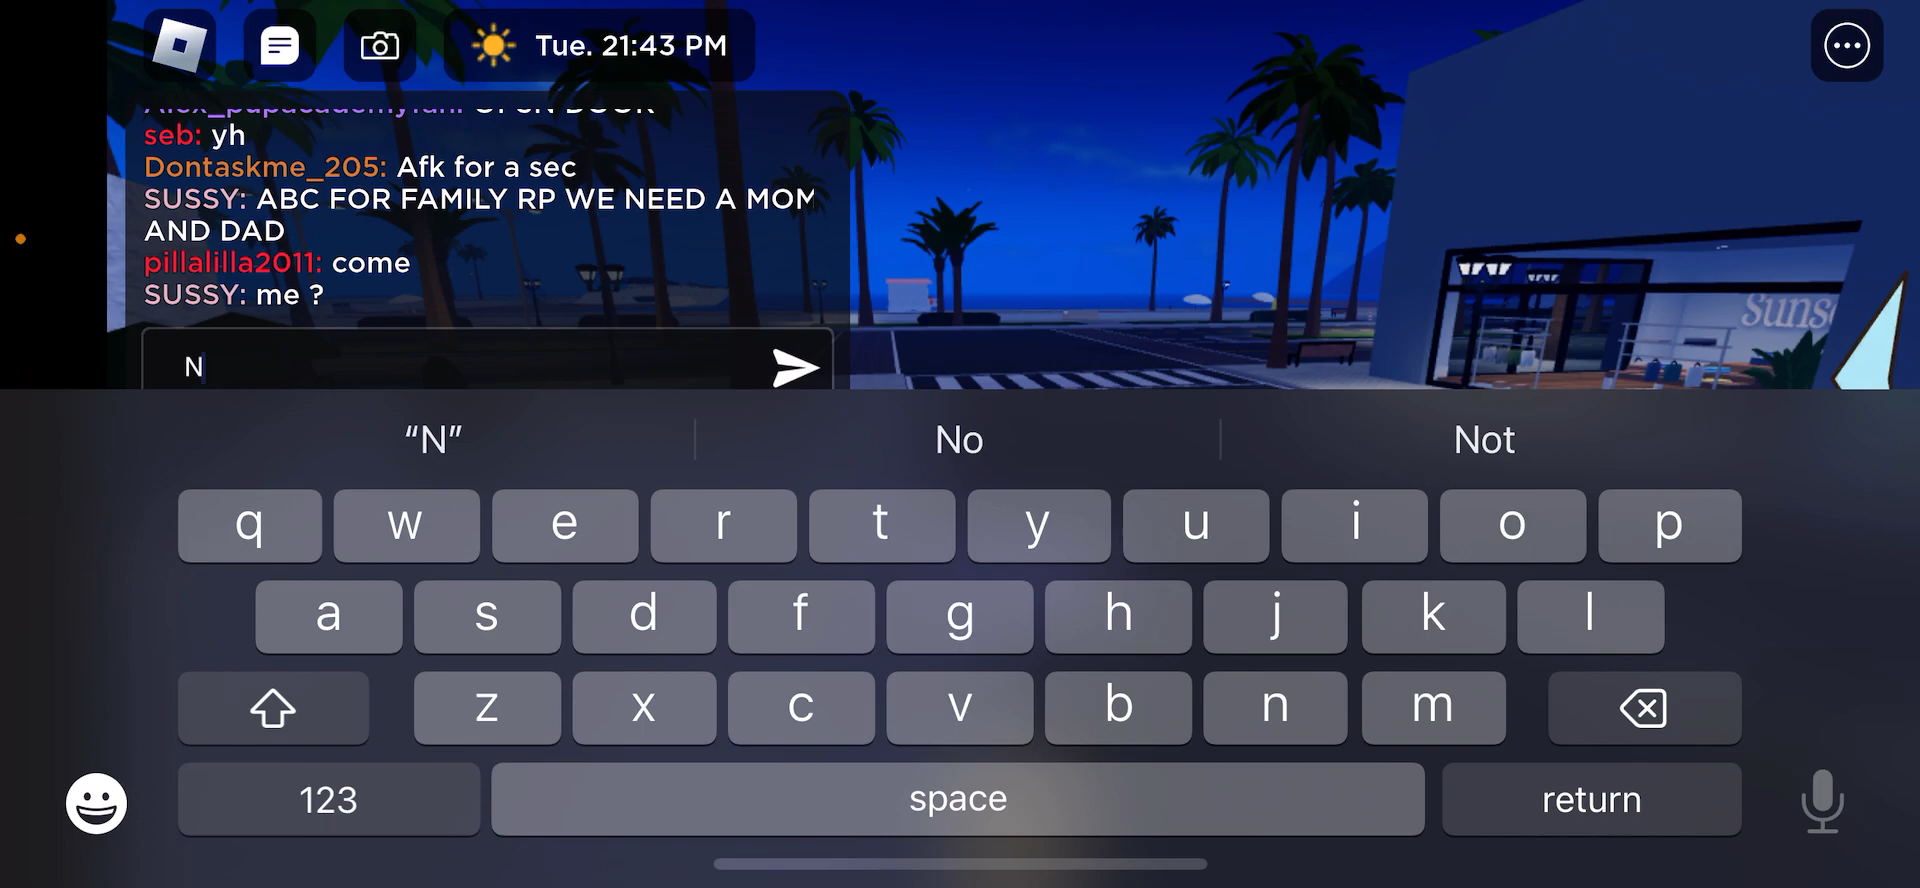 Tue. 21:43 PM
seb: yh
Dontaskme_205: Afk for a sec
SUSSY: ABC FOR FAMILY RP WE NEED A MOM
AND DAD
pillalilla2011: come
SUSSY: me ?
N
Suns
"N" No Not
q w e r t y u i o p
a s d f g h j k l
z x c v b n m
123 space return